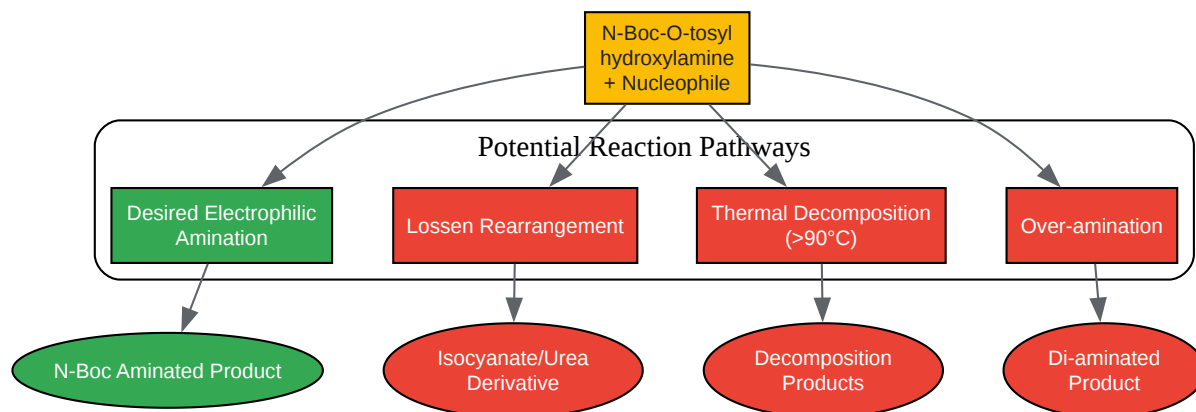 N-Boc-O-tosyl
hydroxylamine
+ Nucleophile
Potential Reaction Pathways
Desired Electrophilic
Amination
Lossen Rearrangement
Thermal Decomposition
(>90°C)
Over-amination
N-Boc Aminated Product
Isocyanate/Urea
Derivative
Decomposition
Products
Di-aminated
Product